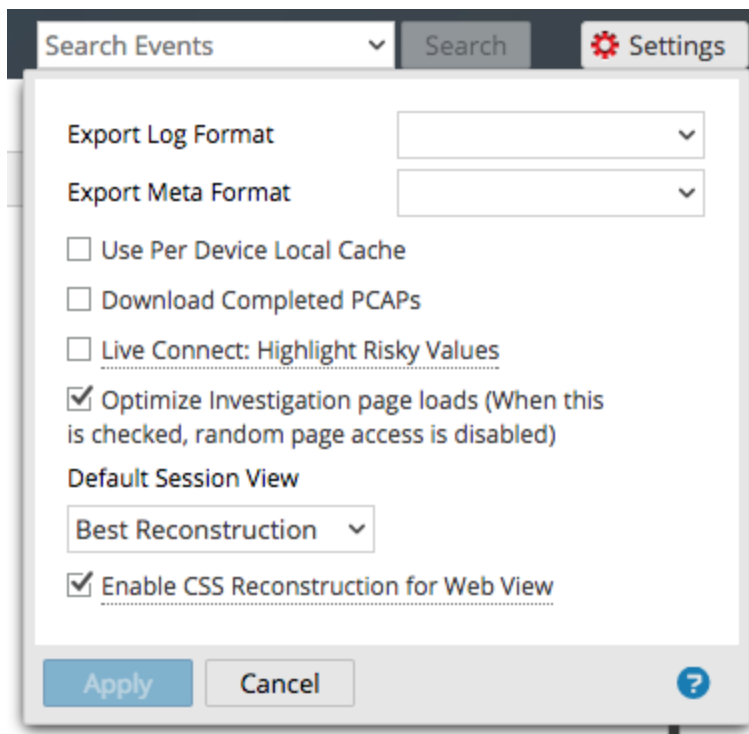 Search Events
Search
Settings
Export Log Format
Export Meta Format
Use Per Device Local Cache
Download Completed PCAPs
Live Connect: Highlight Risky Values
Optimize Investigation page loads (When this
is checked, random page access is disabled)
Default Session View
Best Reconstruction
Enable CSS Reconstruction for Web View
Apply
Cancel
?